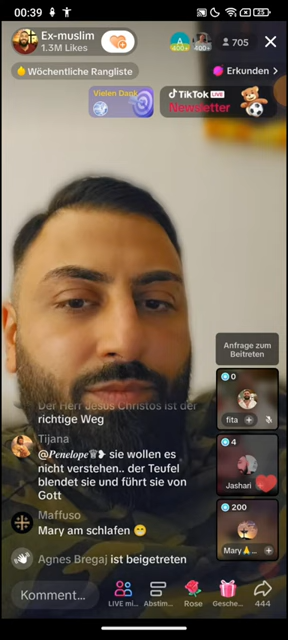 00:39
25
Ex-muslim
1.3M Likes
400+
400+
705
Wöchentliche Rangliste
Erkunden >
Vielen Dank
TikTok LIVE
Newsletter
Anfrage zum
Beitreten
0
fita +
4
Jashari
200
Mary🙏... +
Der Herr Jesus Christos ist der
richtige Weg
Tijana
@Penelope♕❥ sie wollen es
nicht verstehen.. der Teufel
blendet sie und führt sie von
Gott
Maffuso
Mary am schlafen 😁
Agnes Bregaj ist beigetreten
Komment...
LIVE mi...
Abstim...
Rose
Gesche...
444